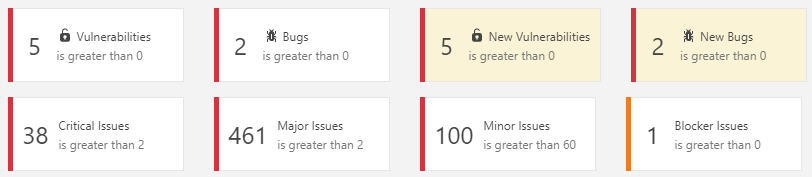 5 Vulnerabilities
is greater than 0
2 Bugs
is greater than 0
5 New Vulnerabilities
is greater than 0
2 New Bugs
is greater than 0
38 Critical Issues
is greater than 2
461 Major Issues
is greater than 2
100 Minor Issues
is greater than 60
1 Blocker Issues
is greater than 0